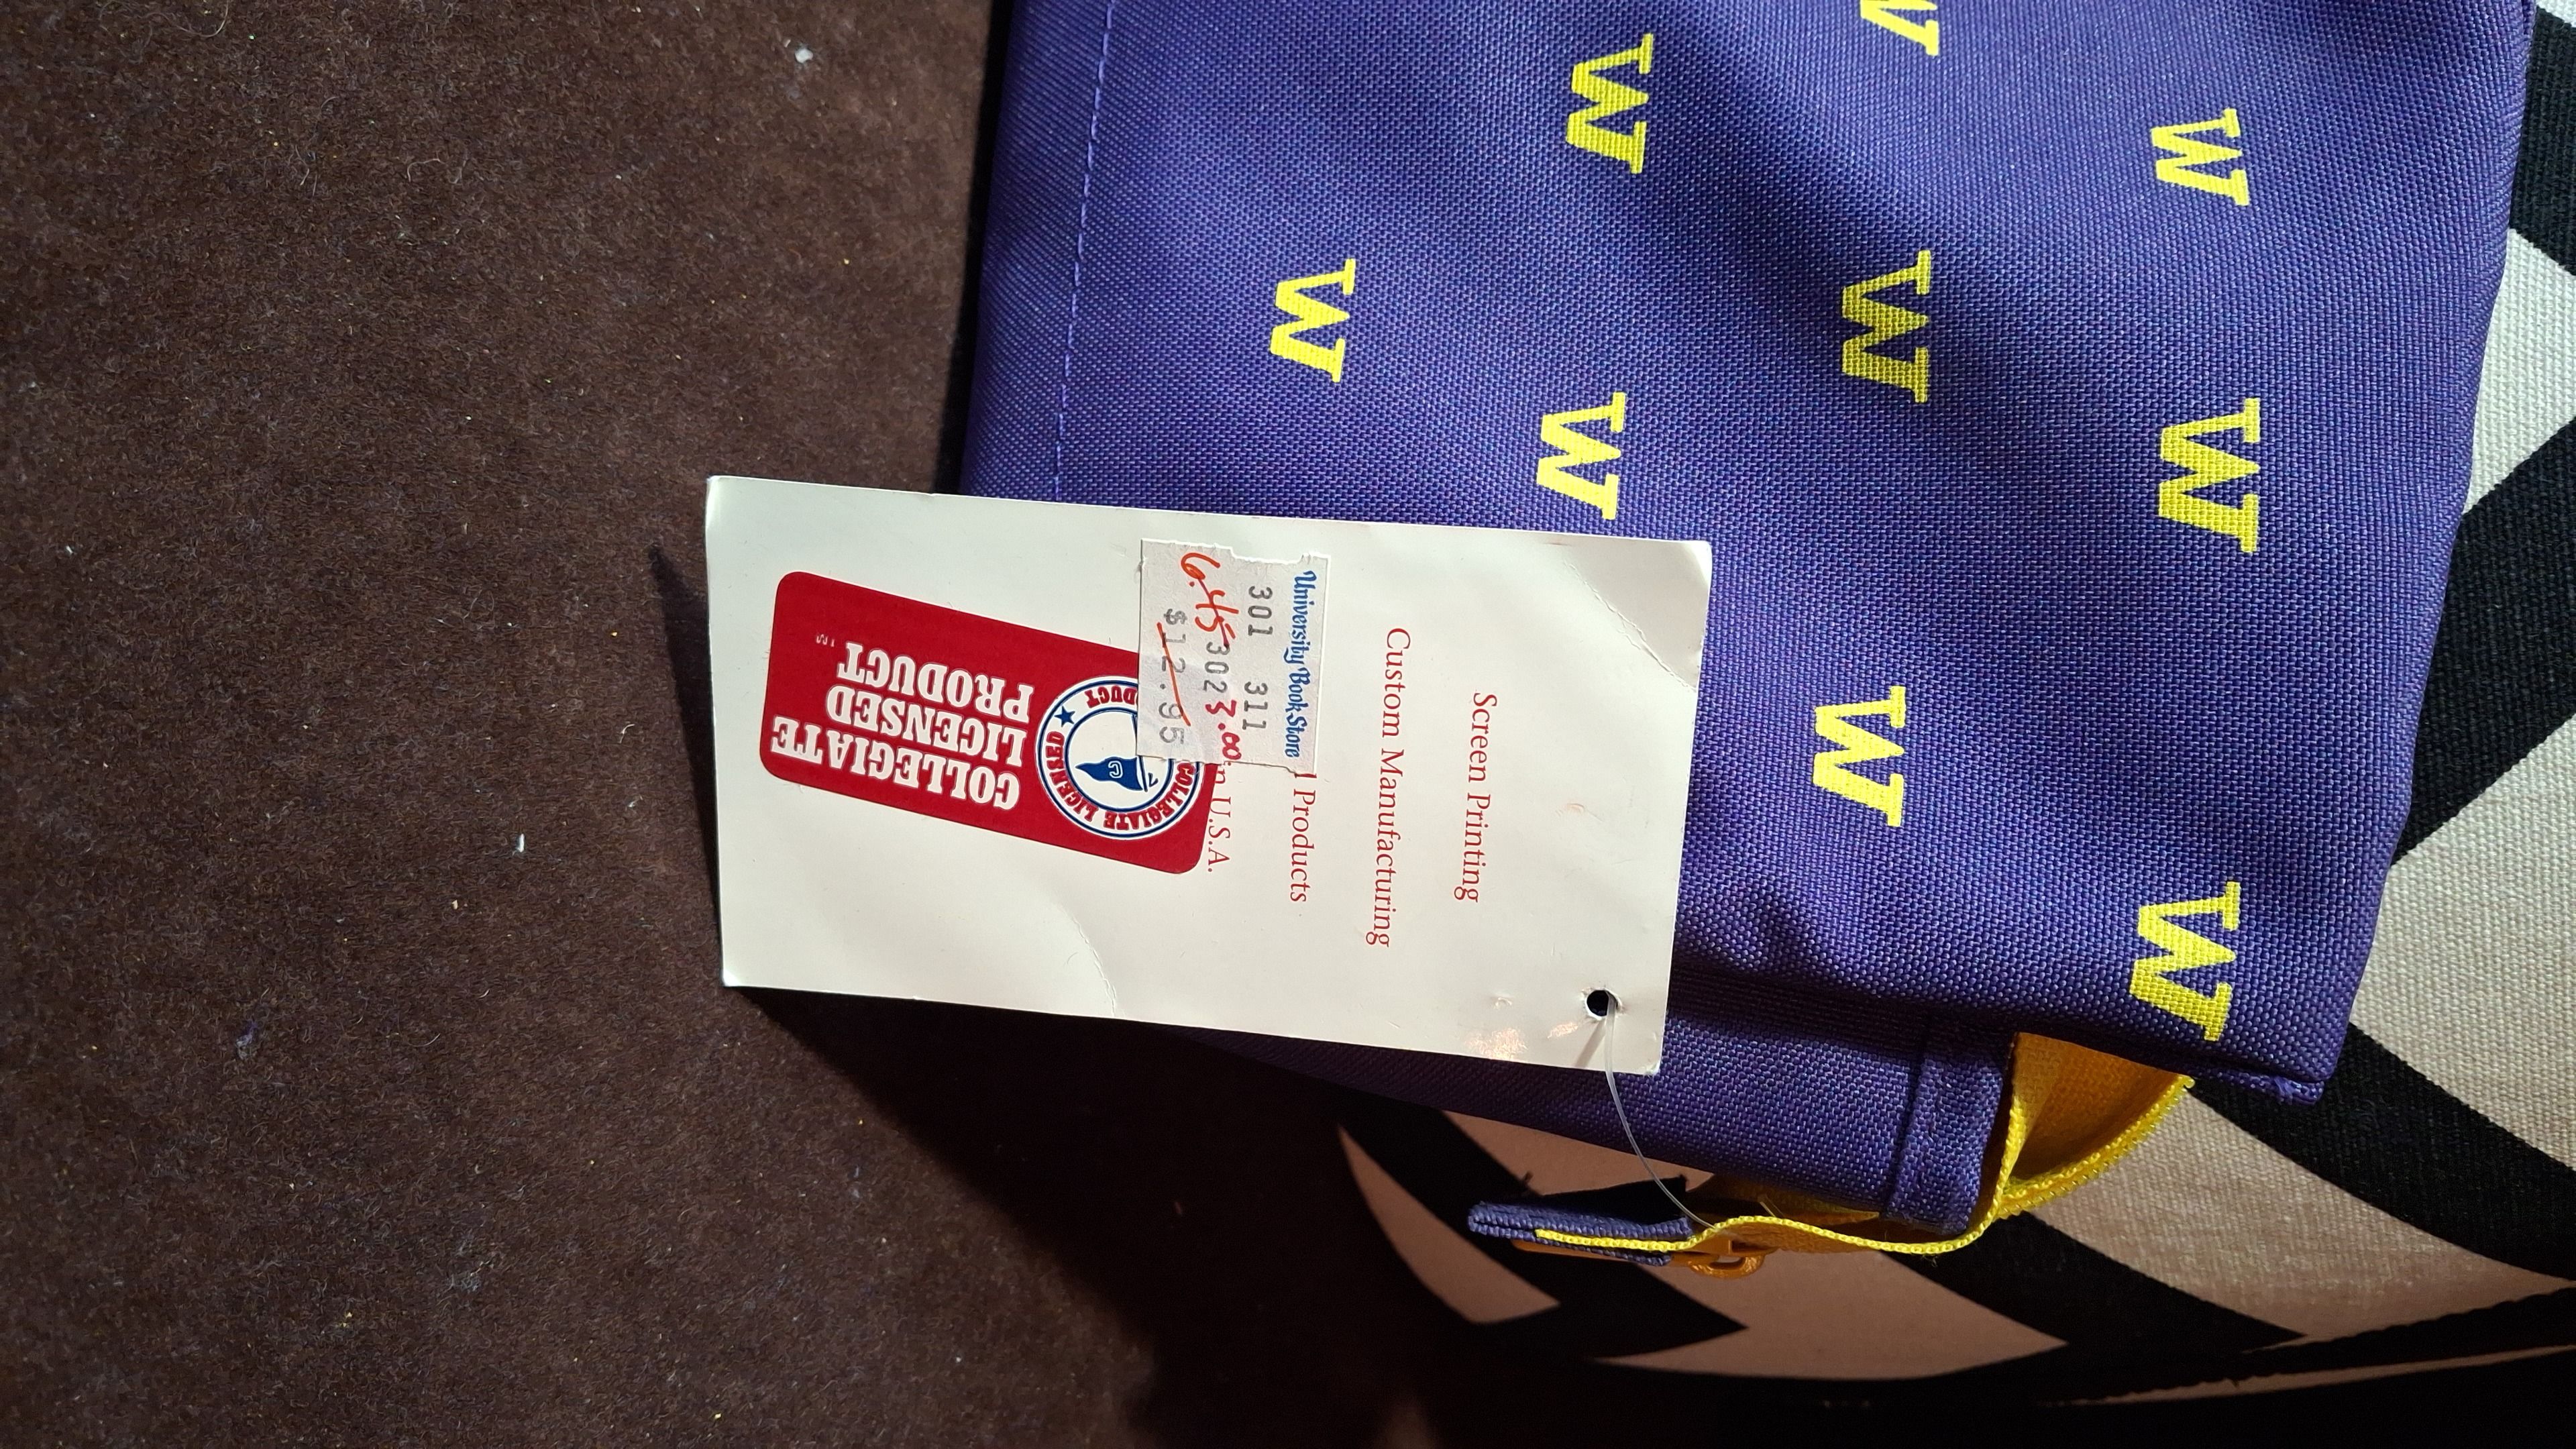 W
W
W
W
W
W
W
W
W
W
Screen Printing
Custom Manufacturing
Products
U.S.A.
University Book Store
301 311
302
6.45
3.00
$12.95
COLLEGIATE
LICENSED
PRODUCT
TM
COLLEGIATE LICENSED
C